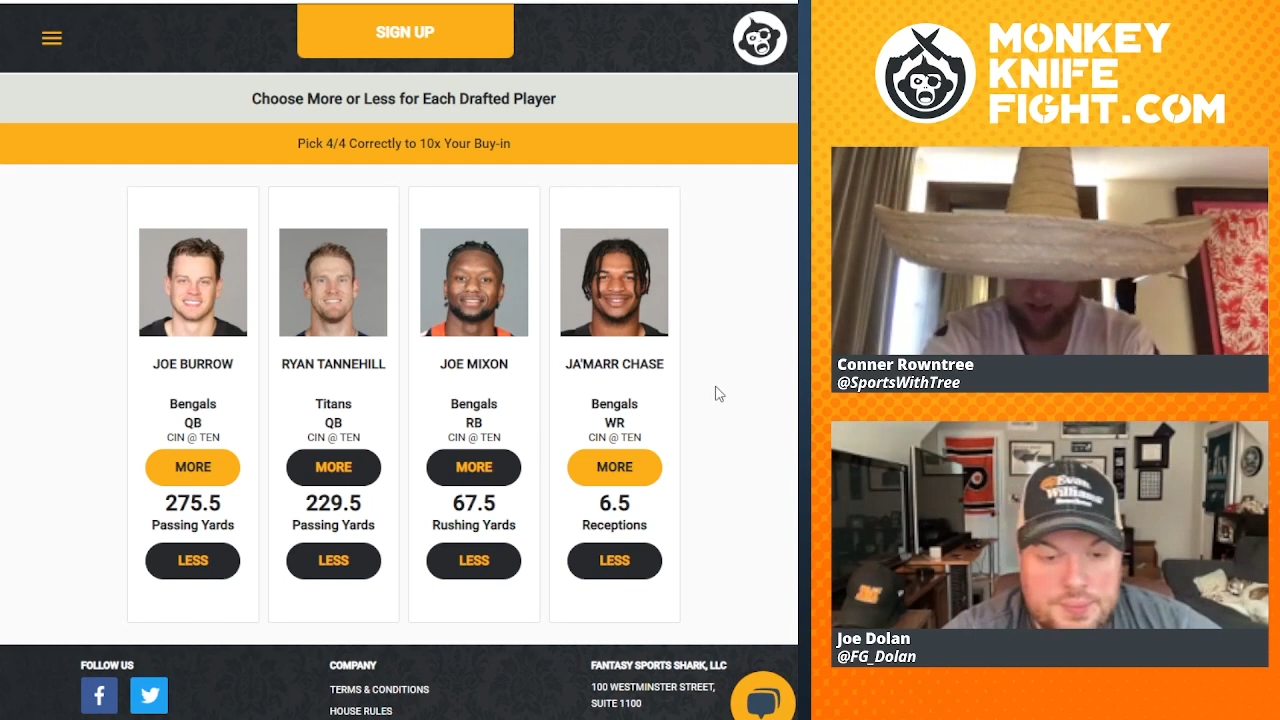 SIGN UP
Choose More or Less for Each Drafted Player
Pick 4/4 Correctly to 10x Your Buy-in
JOE BURROW
Bengals
QB
CIN @ TEN
MORE
275.5
Passing Yards
LESS
RYAN TANNEHILL
Titans
QB
CIN @ TEN
MORE
229.5
Passing Yards
LESS
JOE MIXON
Bengals
RB
CIN @ TEN
MORE
67.5
Rushing Yards
LESS
JA'MARR CHASE
Bengals
WR
CIN @ TEN
MORE
6.5
Receptions
LESS
FOLLOW US
COMPANY
TERMS & CONDITIONS
HOUSE RULES
FANTASY SPORTS SHARK, LLC
100 WESTMINSTER STREET,
SUITE 1100
MONKEY
KNIFE
FIGHT.COM
Conner Rowntree
@SportsWithTree
Evan
Williams
Joe Dolan
@FG_Dolan